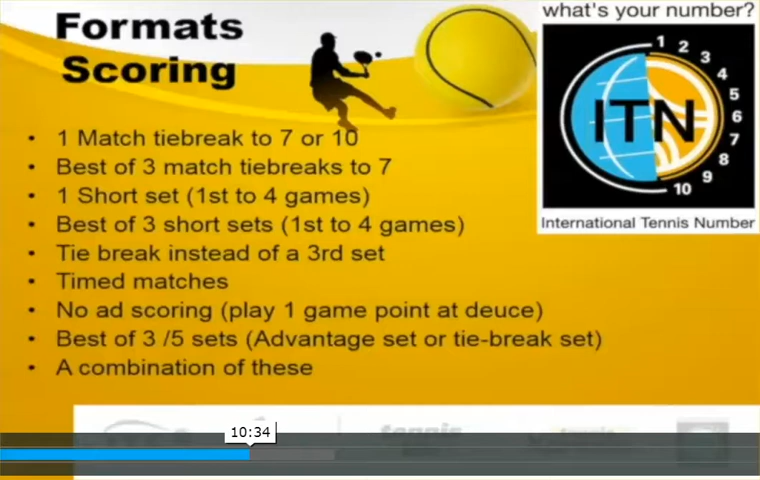 Formats
Scoring
what's your number?
1
2
3
4
5
6
7
8
9
10
ITN
International Tennis Number
• 1 Match tiebreak to 7 or 10
• Best of 3 match tiebreaks to 7
• 1 Short set (1st to 4 games)
• Best of 3 short sets (1st to 4 games)
• Tie break instead of a 3rd set
• Timed matches
• No ad scoring (play 1 game point at deuce)
• Best of 3 /5 sets (Advantage set or tie-break set)
• A combination of these
10:34
tennis